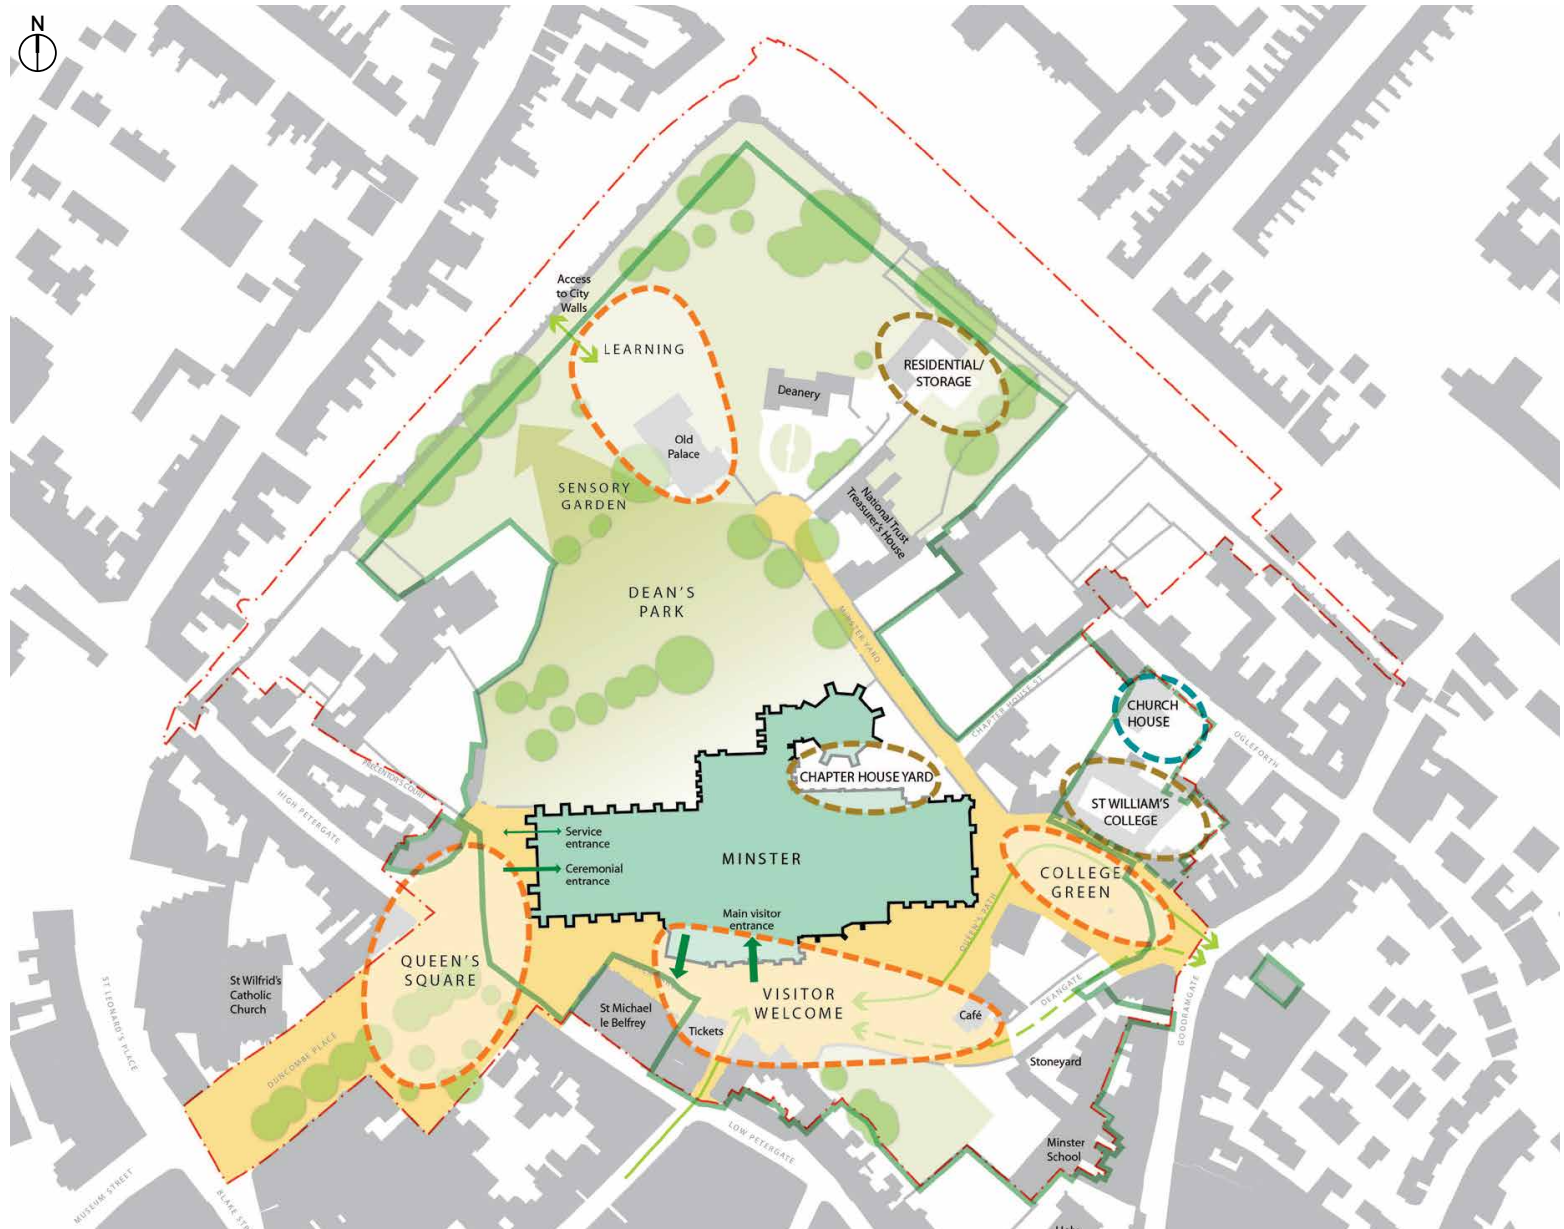 N
Access
to City
Walls
LEARNING
RESIDENTIAL/
STORAGE
Deanery
Old
Palace
SENSORY
GARDEN
National Trust
Treasurer's House
DEAN'S
PARK
MINSTER YARD
CHAPTER HOUSE ST
CHURCH
HOUSE
OGLEFORTH
PRECENTOR'S COURT
HIGH PETERGATE
CHAPTER HOUSE YARD
ST WILLIAM'S
COLLEGE
Service
entrance
Ceremonial
entrance
MINSTER
COLLEGE
GREEN
Main visitor
entrance
QUEEN'S PATH
QUEEN'S
SQUARE
St Wilfrid's
Catholic
Church
ST LEONARD'S PLACE
VISITOR
WELCOME
DEANGATE
GOODRAMGATE
St Michael
le Belfrey
Tickets
Café
DUNCOMBE PLACE
Stoneyard
LOW PETERGATE
Minster
School
MUSEUM STREET
BLAKE STR